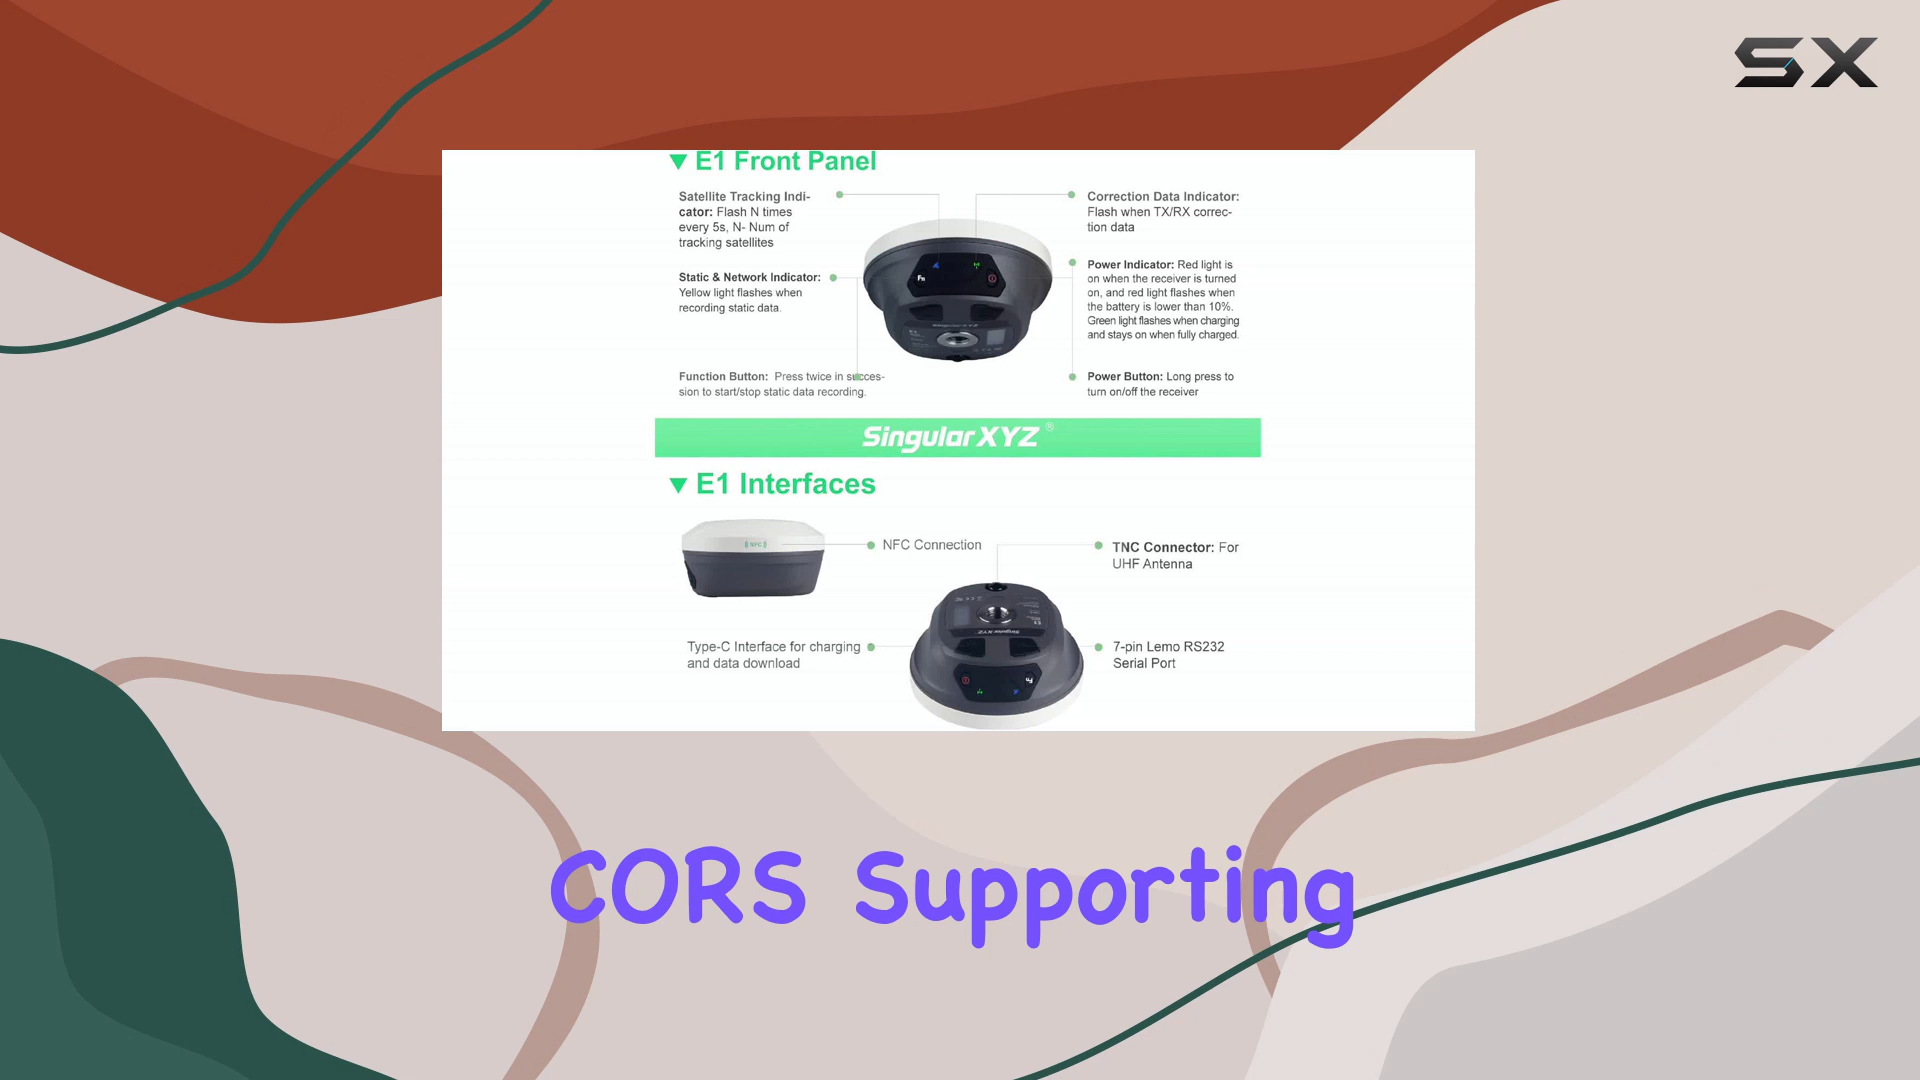 SX
E1 Front Panel
Satellite Tracking Indi-
cator: Flash N times
every 5s, N- Num of
tracking satellites
Correction Data Indicator:
Flash when TX/RX correc-
tion data
Static & Network Indicator:
Yellow light flashes when
recording static data.
Power Indicator: Red light is
on when the receiver is turned
on, and red light flashes when
the battery is lower than 10%.
Green light flashes when charging
and stays on when fully charged.
Fn
SingularXYZ
E1
Function Button: Press twice in succes-
sion to start/stop static data recording.
Power Button: Long press to
turn on/off the receiver
SingularXYZ®
E1 Interfaces
NFC
NFC Connection
TNC Connector: For
UHF Antenna
Type-C Interface for charging
and data download
SingularXYZ
Fn
7-pin Lemo RS232
Serial Port
CORS Supporting